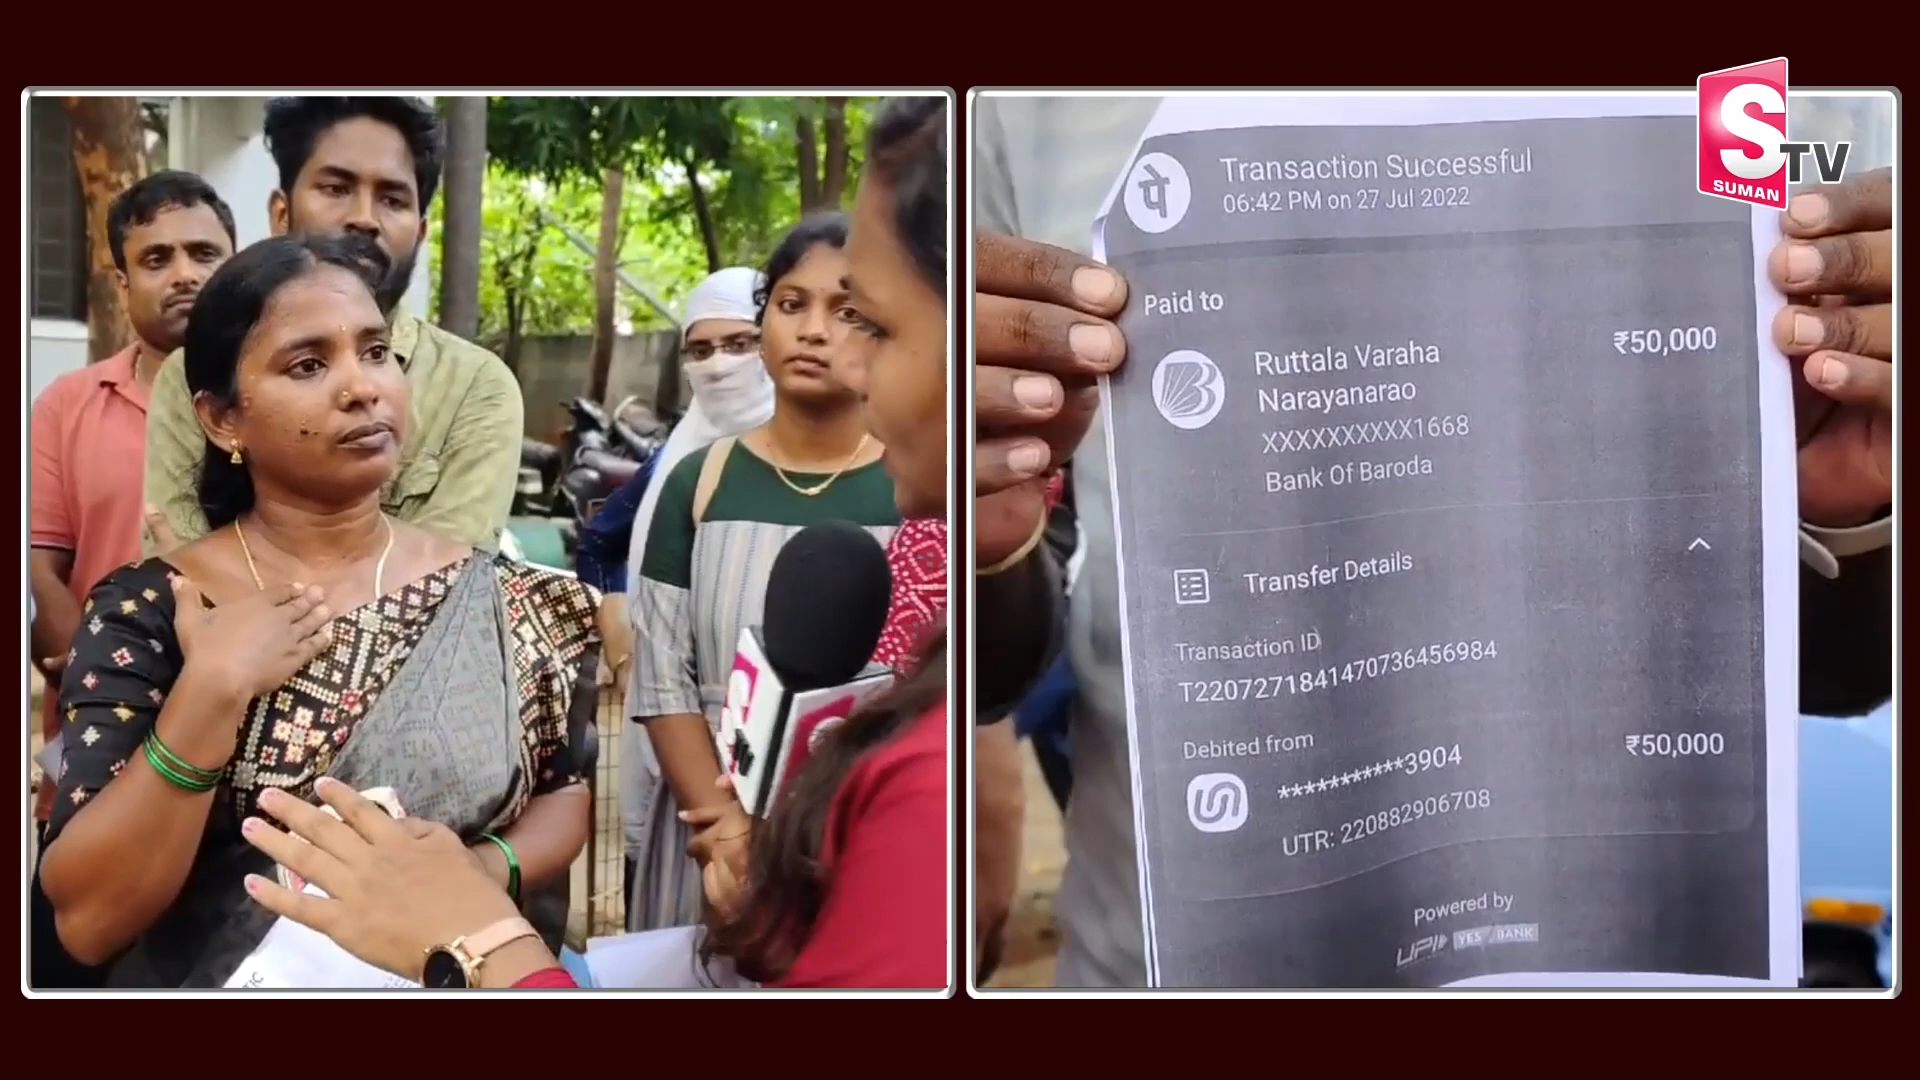 S
TV
SUMAN
पे
Transaction Successful
06:42 PM on 27 Jul 2022
Paid to
Ruttala Varaha
Narayanarao
₹50,000
XXXXXXXXXX1668
Bank Of Baroda
Transfer Details
Transaction ID
T2207271841470736456984
Debited from
***********3904
₹50,000
UTR: 220882906708
Powered by
UPI YES BANK